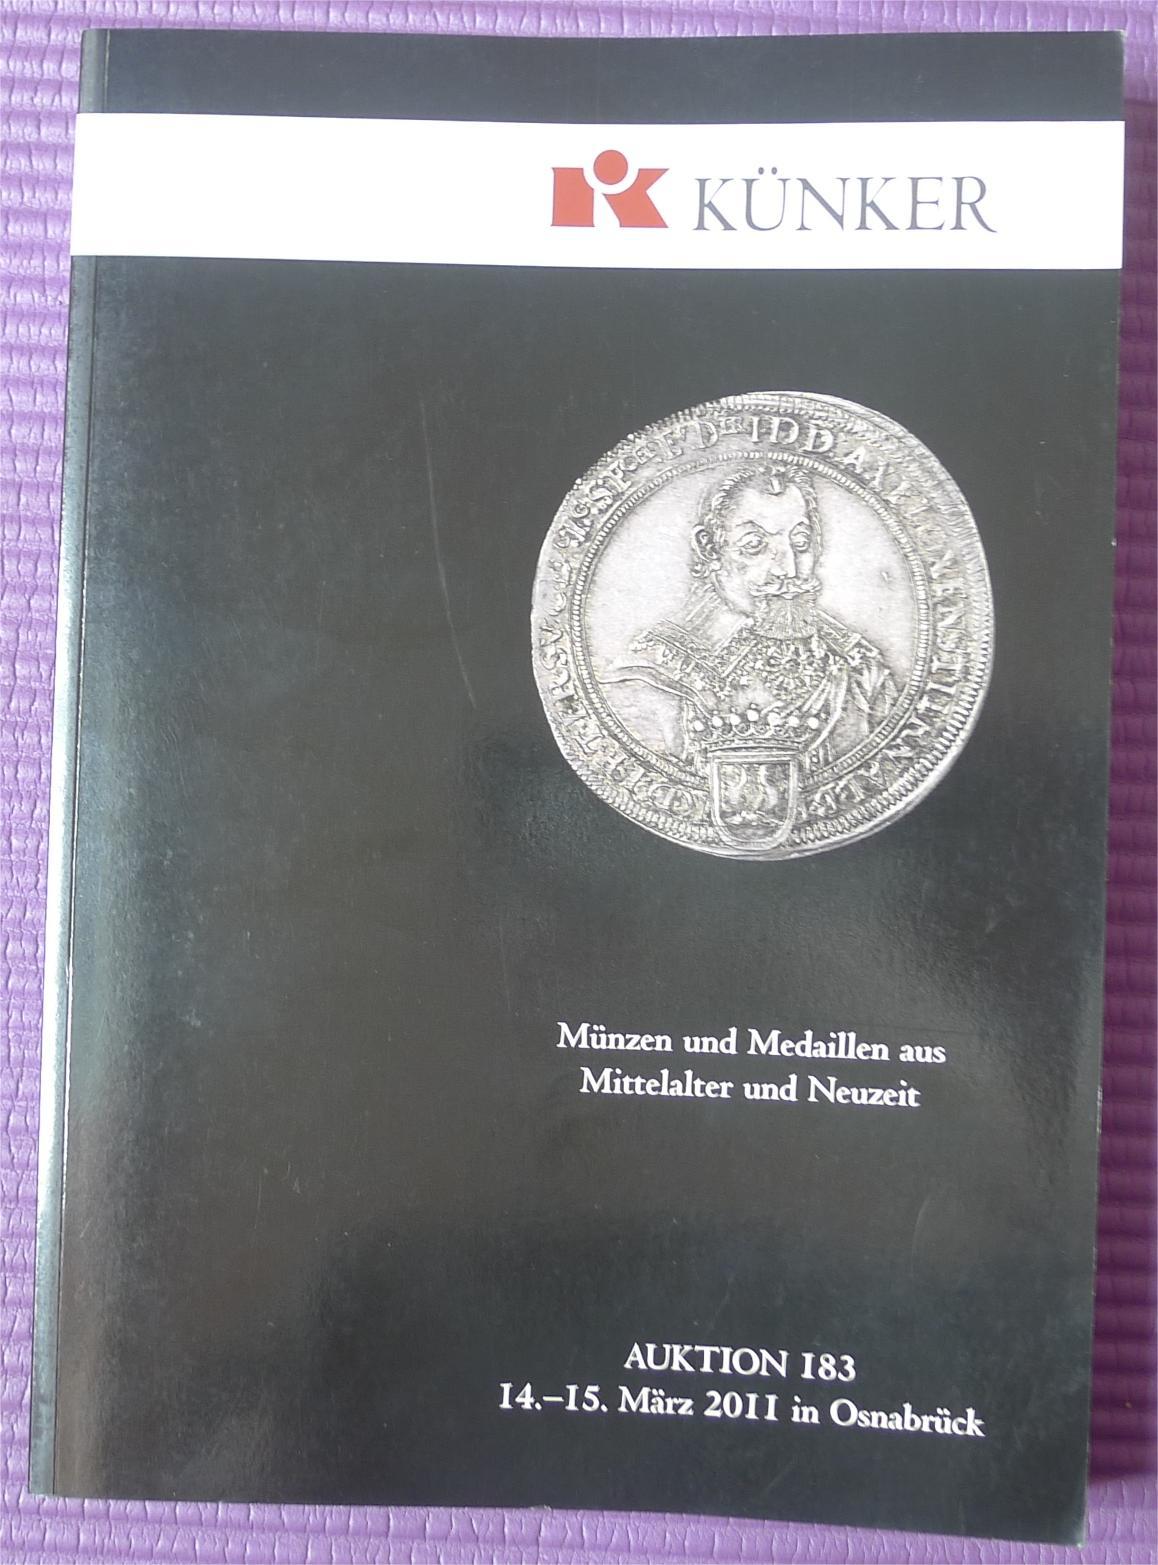 KÜNKER
Münzen und Medaillen aus
Mittelalter und Neuzeit
AUKTION 183
14.–15. März 2011 in Osnabrück